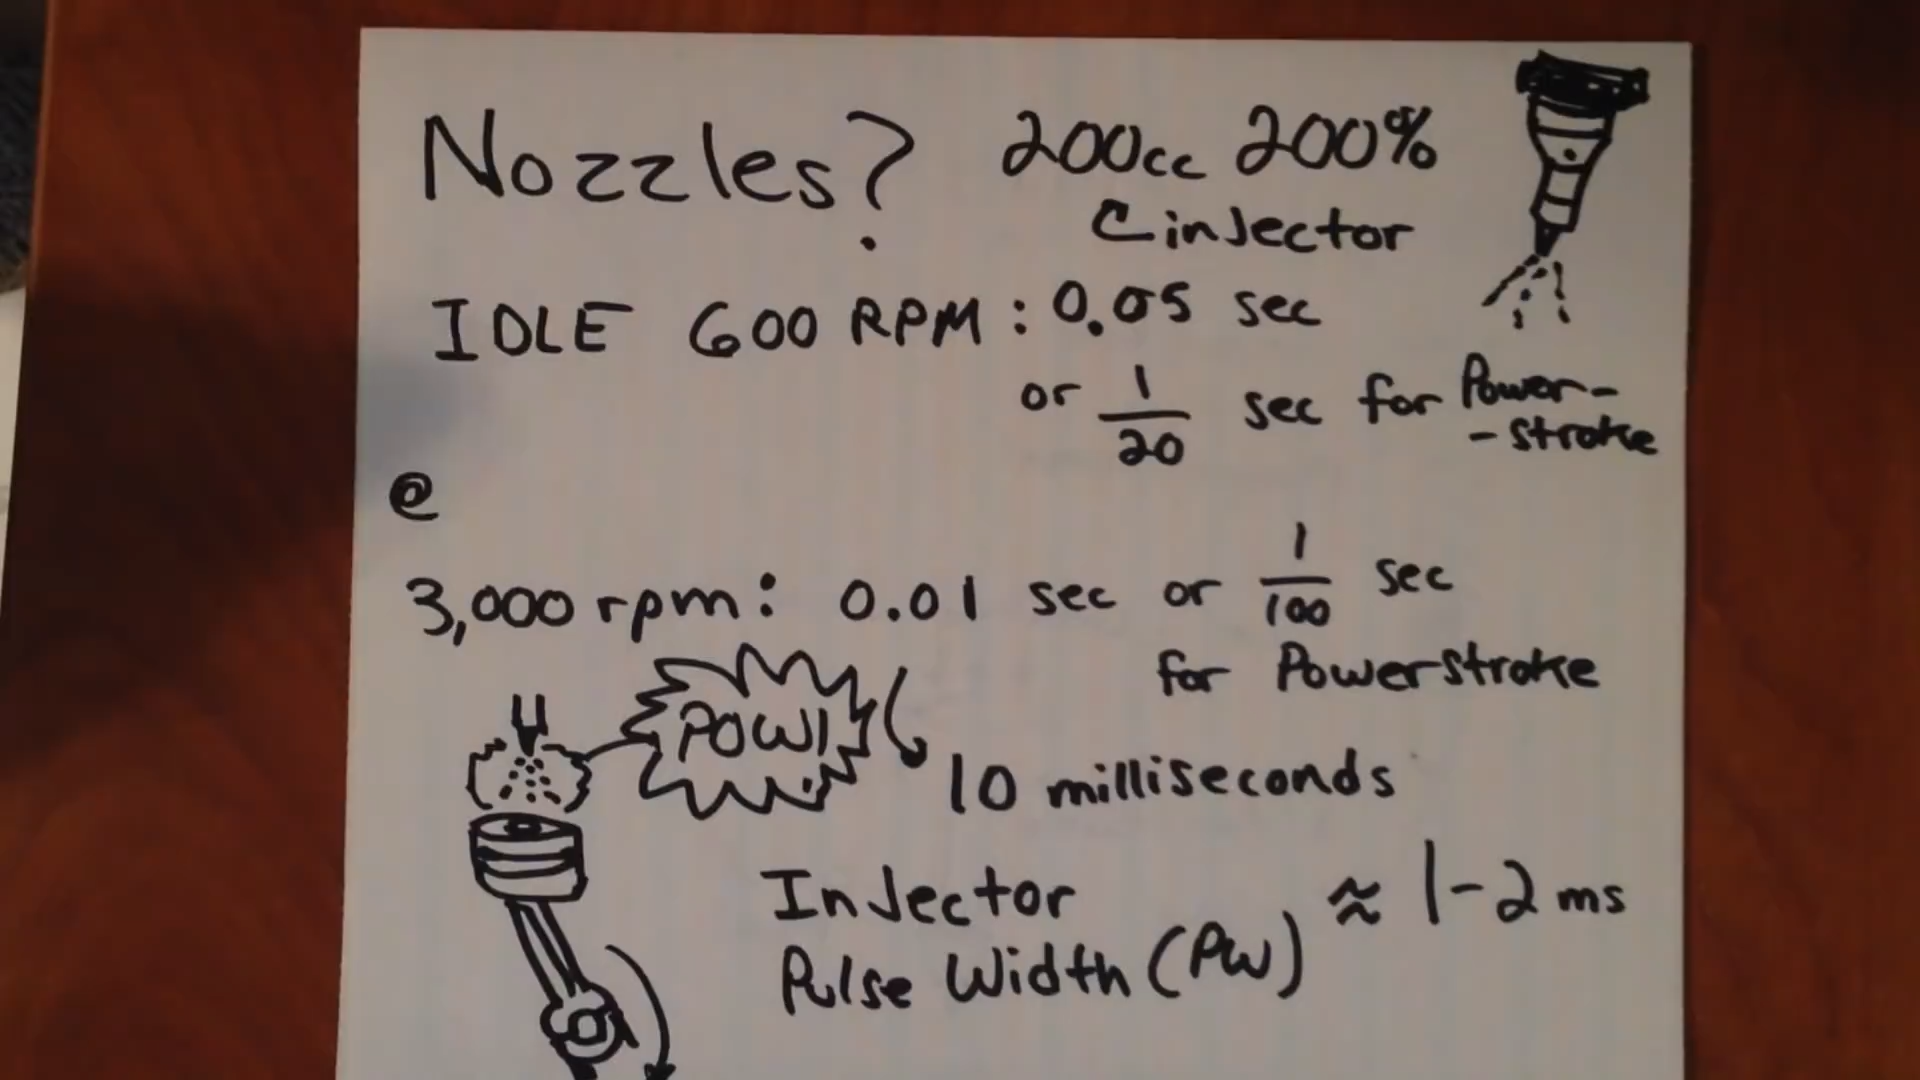 Nozzles? 200cc 200%
injector
IDLE 600 RPM: 0.05 sec
or 1/20 sec for Power-
-stroke
@
3,000 rpm: 0.01 sec or 1/100 sec
for Powerstroke
POW!
10 milliseconds
Injector
Pulse Width (PW) ≈ 1-2 ms